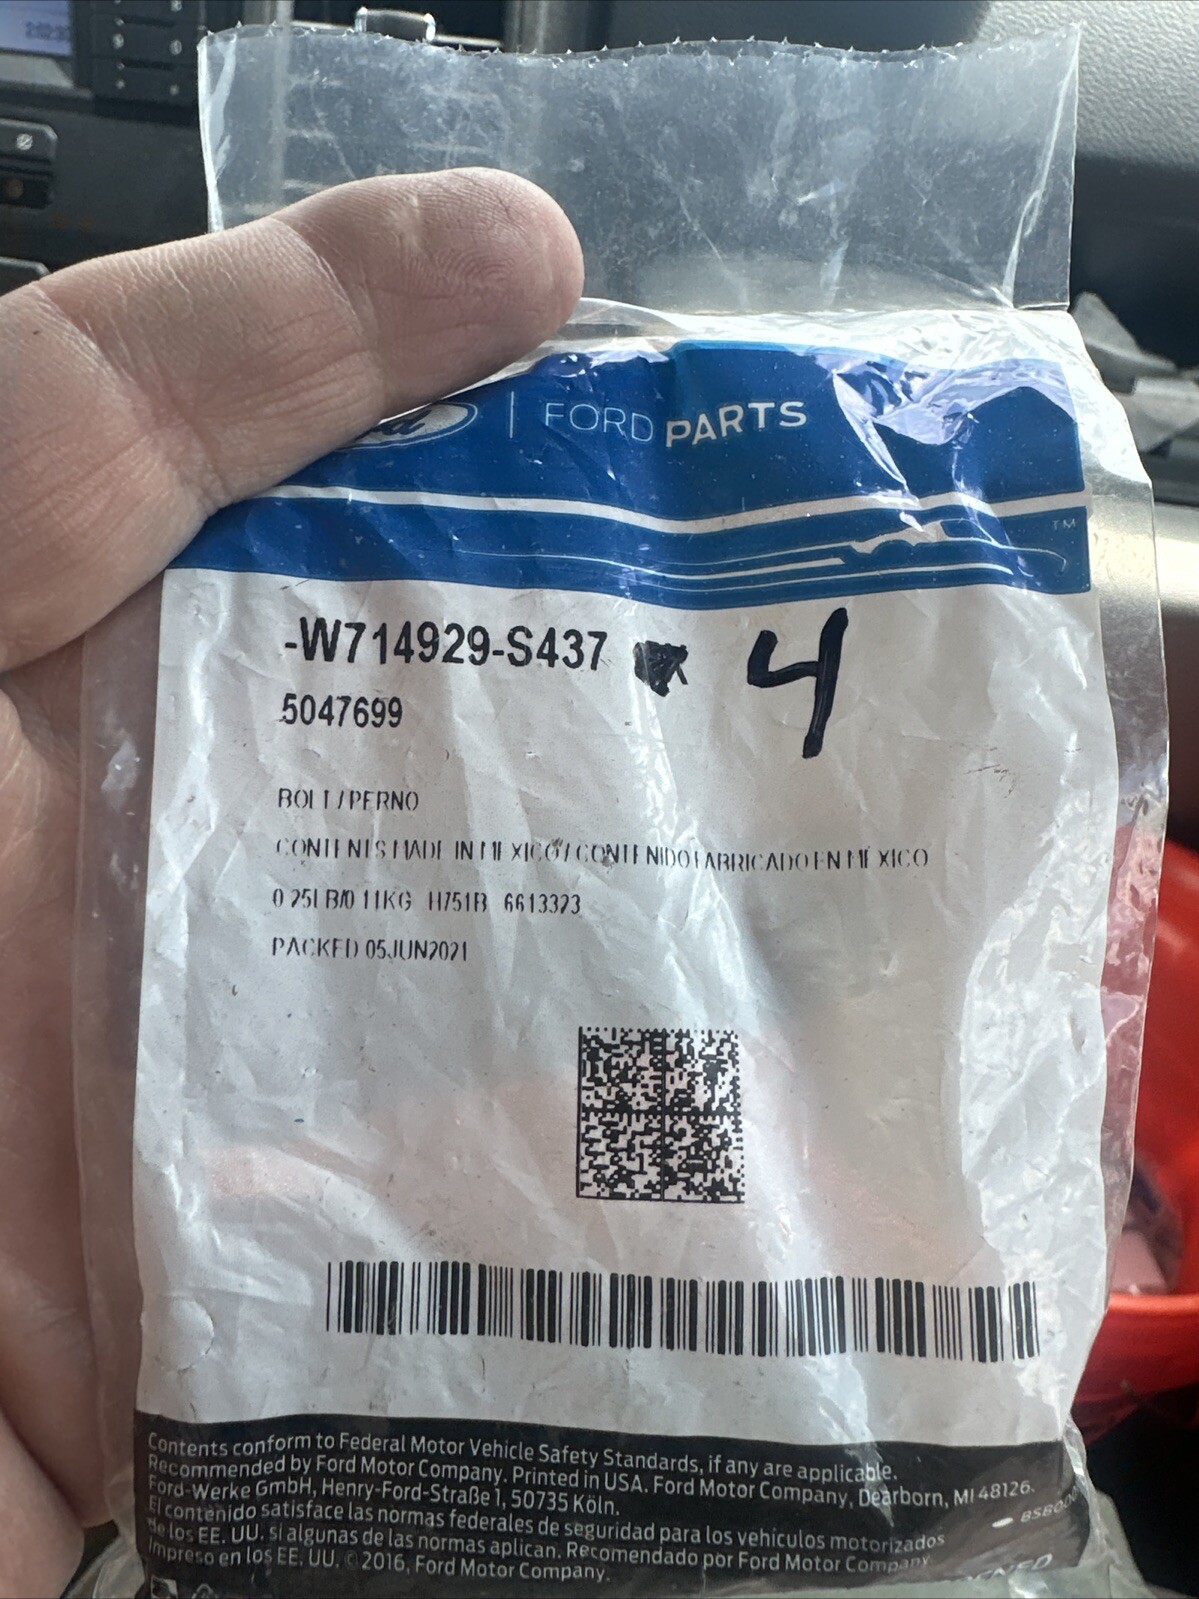 FORD PARTS
TM
-W714929-S437 4
5047699
BOLT/PERNO
CONTENTS MADE IN MEXICO/CONTENIDO FABRICADO EN MÉXICO
0.25LB/0.11KG H751B 6613323
PACKED 05JUN2021
Contents conform to Federal Motor Vehicle Safety Standards, if any are applicable.
Recommended by Ford Motor Company. Printed in USA. Ford Motor Company, Dearborn, MI 48126.
Ford-Werke GmbH, Henry-Ford-Straße 1, 50735 Köln.
El contenido satisface las normas federales de seguridad para los vehículos motorizados
de los EE. UU. si algunas de las normas aplican. Recomendado por Ford Motor Company
Impreso en los EE. UU. © 2016, Ford Motor Company.